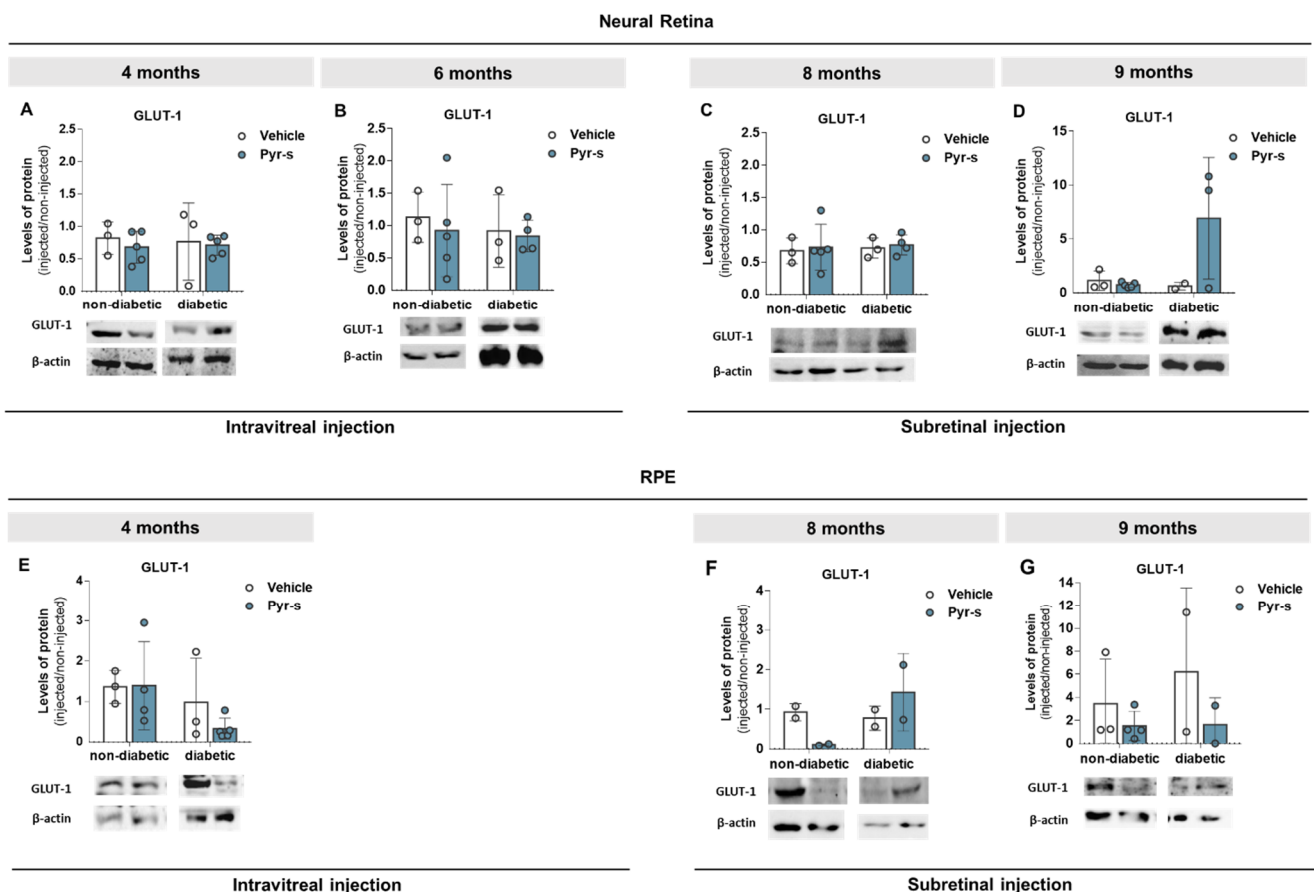 Neural Retina
4 months
6 months
8 months
9 months
A
GLUT-1
Levels of protein
(injected/non-injected)
2.5
2.0
1.5
1.0
0.5
0.0
non-diabetic
diabetic
Vehicle
Pyr-s
GLUT-1
β-actin
B
GLUT-1
Levels of protein
(injected/non-injected)
2.5
2.0
1.5
1.0
0.5
0.0
non-diabetic
diabetic
Vehicle
Pyr-s
GLUT-1
β-actin
C
GLUT-1
Levels of protein
(injected/non-injected)
2.5
2.0
1.5
1.0
0.5
0.0
non-diabetic
diabetic
Vehicle
Pyr-s
GLUT-1
β-actin
D
GLUT-1
Levels of protein
(injected/non-injected)
15
10
5
0
non-diabetic
diabetic
Vehicle
Pyr-s
GLUT-1
β-actin
Intravitreal injection
Subretinal injection
RPE
4 months
8 months
9 months
E
GLUT-1
Levels of protein
(injected/non-injected)
4
3
2
1
0
non-diabetic
diabetic
Vehicle
Pyr-s
GLUT-1
β-actin
F
GLUT-1
Levels of protein
(injected/non-injected)
4
3
2
1
0
non-diabetic
diabetic
Vehicle
Pyr-s
GLUT-1
β-actin
G
GLUT-1
Levels of protein
(injected/non-injected)
14
12
10
8
6
4
2
0
non-diabetic
diabetic
Vehicle
Pyr-s
GLUT-1
β-actin
Intravitreal injection
Subretinal injection